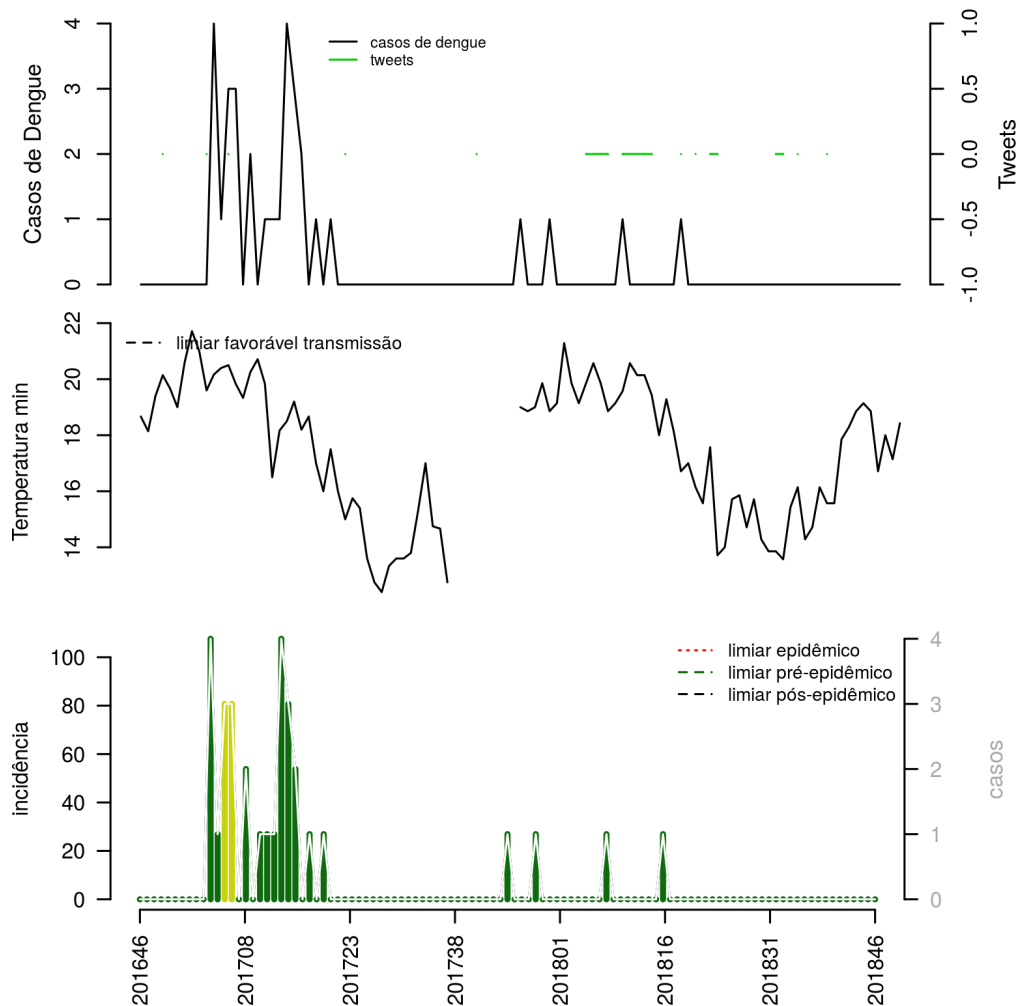 casos de dengue
tweets
Casos de Dengue
0 1 2 3 4
Tweets
-1.0 -0.5 0.0 0.5 1.0
limiar favorável transmissão
Temperatura min
14 16 18 20 22
limiar epidêmico
limiar pré-epidêmico
limiar pós-epidêmico
incidência
0 20 40 60 80 100
casos
0 1 2 3 4
201646 201708 201723 201738 201801 201816 201831 201846